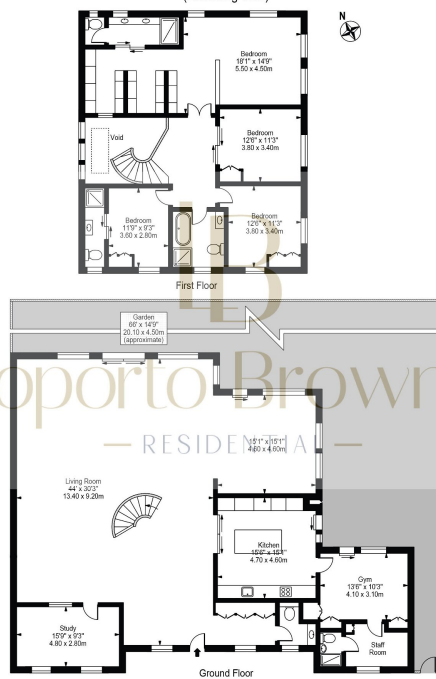 N
Bedroom
18'1" x 14'9"
5.50 x 4.50m
Void
Bedroom
12'6" x 11'3"
3.80 x 3.40m
Bedroom
11'9" x 9'3"
3.60 x 2.80m
Bedroom
12'6" x 11'3"
3.80 x 3.40m
First Floor
LB
Garden
66' x 14'9"
20.10 x 4.50m
(approximate)
oporto Brown
RESIDENTIAL
15'1" x 15'1"
4.60 x 4.60m
Living Room
44' x 30'3"
13.40 x 9.20m
Kitchen
15'6" x 15'1"
4.70 x 4.60m
Gym
13'6" x 10'3"
4.10 x 3.10m
Study
15'9" x 9'3"
4.80 x 2.80m
Staff
Room
Ground Floor